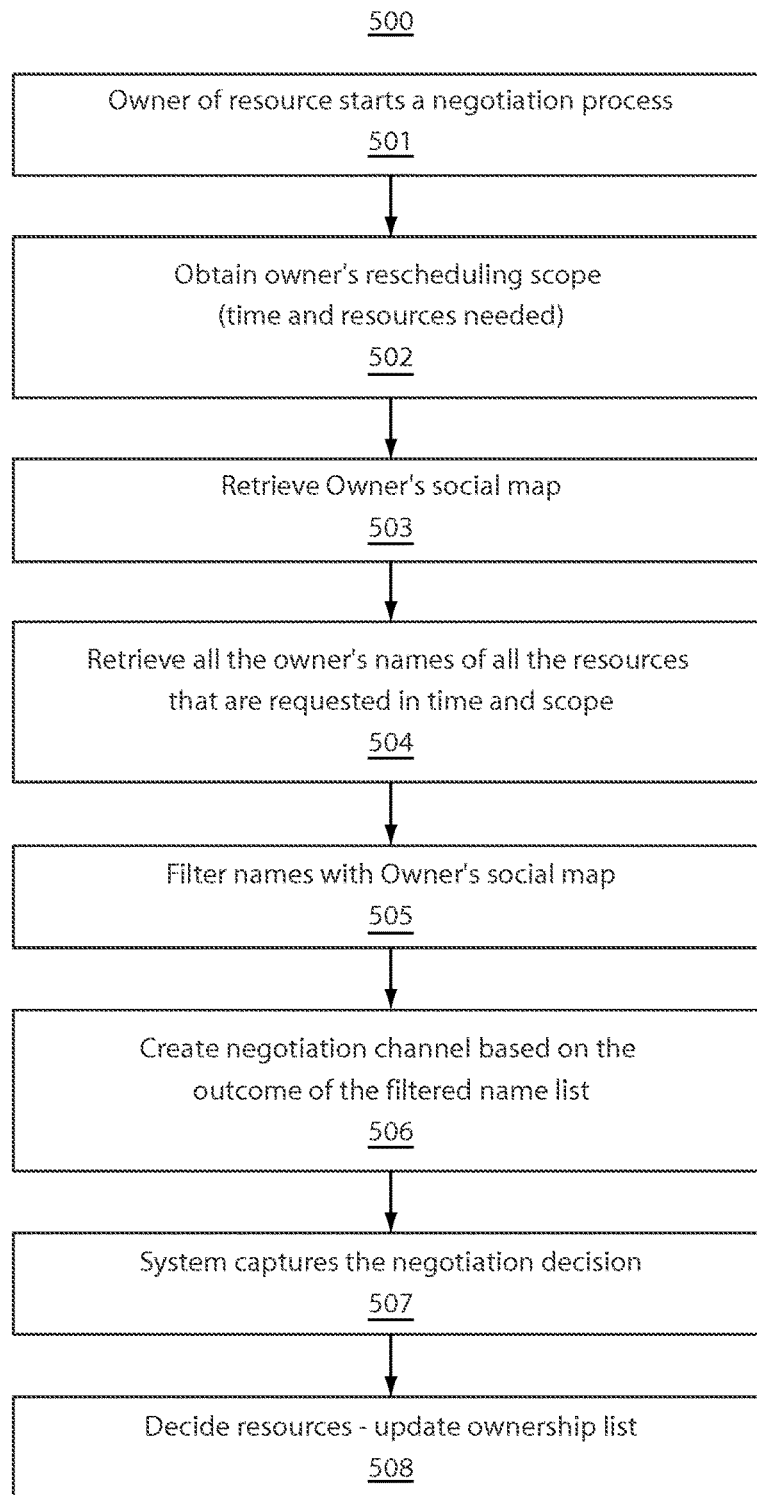 500
Owner of resource starts a negotiation process
501
Obtain owner's rescheduling scope
(time and resources needed)
502
Retrieve Owner's social map
503
Retrieve all the owner's names of all the resources
that are requested in time and scope
504
Filter names with Owner's social map
505
Create negotiation channel based on the
outcome of the filtered name list
506
System captures the negotiation decision
507
Decide resources - update ownership list
508